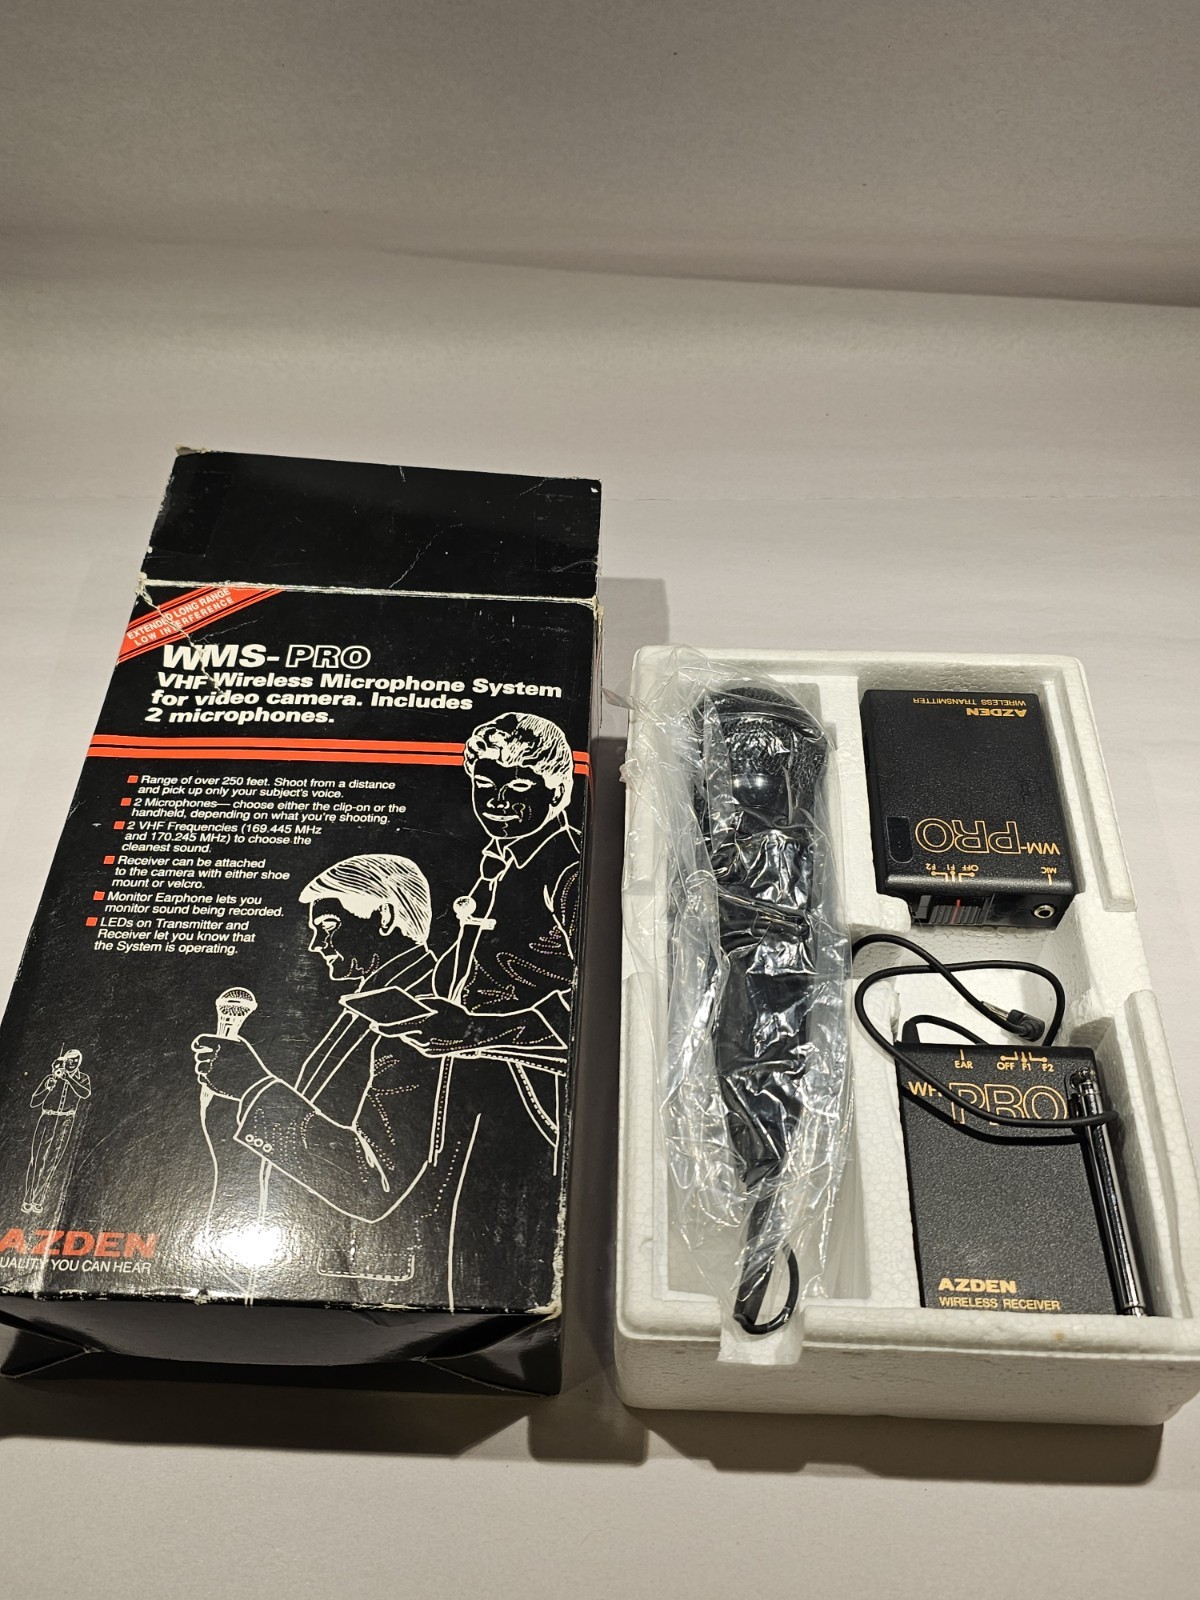 EXTENDED LONG RANGE
LOW INTERFERENCE
WMS-PRO
VHF Wireless Microphone System
for video camera. Includes
2 microphones.
Range of over 250 feet. Shoot from a distance
and pick up only your subject's voice.
2 Microphones— choose either the clip-on or the
handheld, depending on what you're shooting.
2 VHF Frequencies (169.445 MHz
and 170.245 MHz) to choose the
cleanest sound.
Receiver can be attached
to the camera with either shoe
mount or velcro.
Monitor Earphone lets you
monitor sound being recorded.
LEDs on Transmitter and
Receiver let you know that
the System is operating.
AZDEN
UALITY YOU CAN HEAR
AZDEN
WIRELESS TRANSMITTER
WM-PRO
MIC OFF F1 F2
EAR OFF F1 F2
PRO
AZDEN
WIRELESS RECEIVER